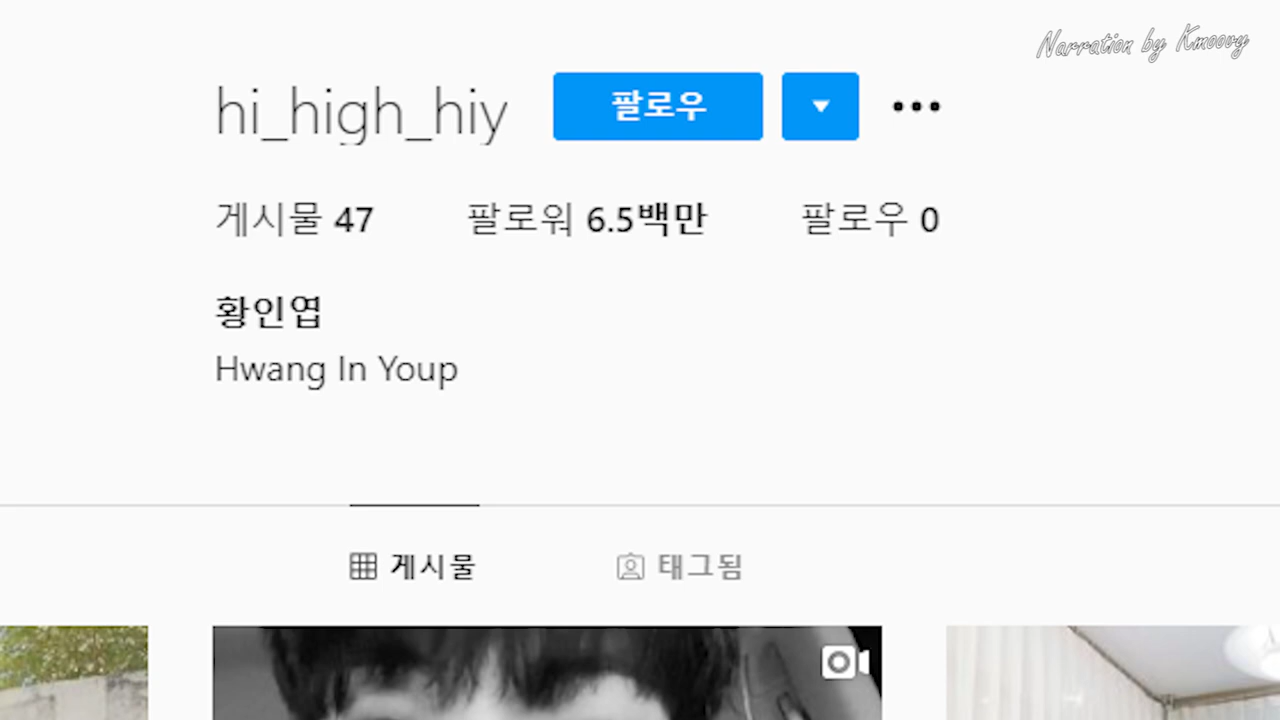 Narration by Kmoovy
hi_high_hiy 팔로우
게시물 47 팔로워 6.5백만 팔로우 0
황인엽
Hwang In Youp
게시물 태그됨